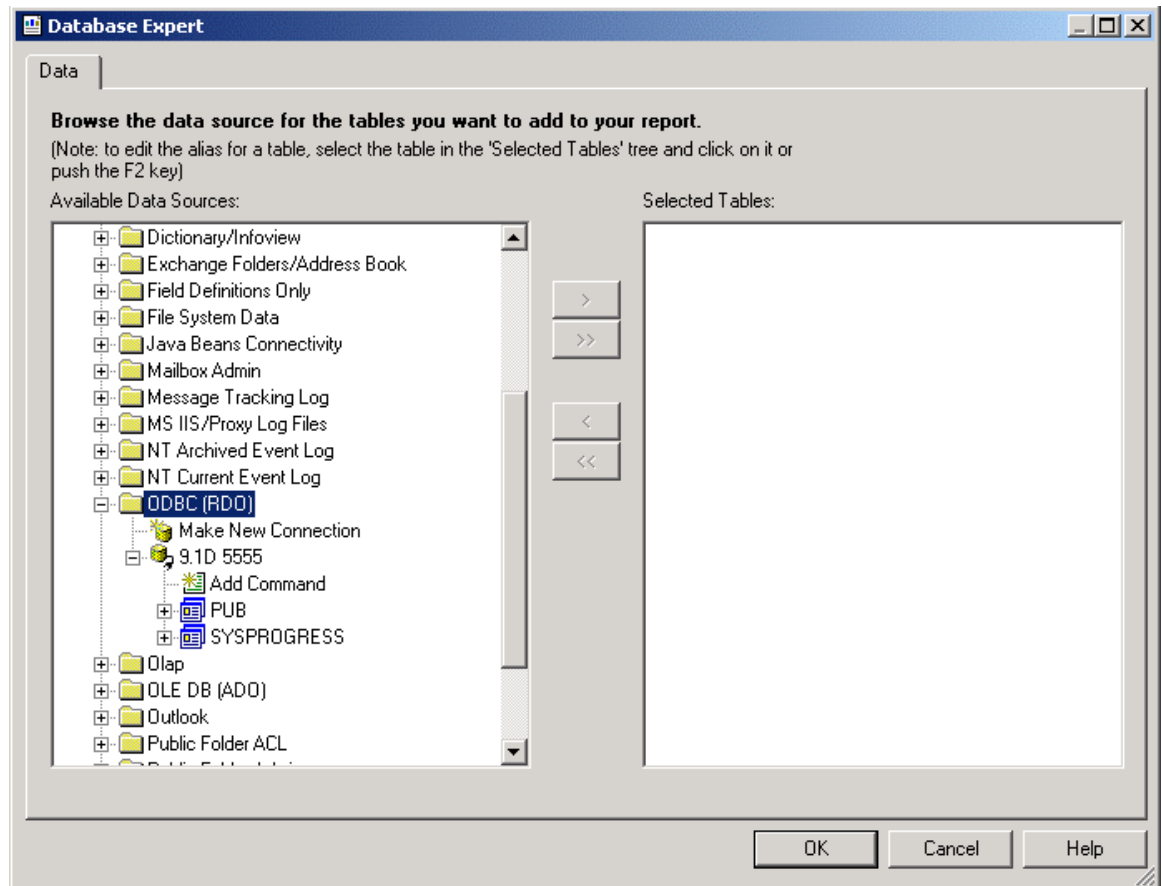 Database Expert
Data
Browse the data source for the tables you want to add to your report.
(Note: to edit the alias for a table, select the table in the 'Selected Tables' tree and click on it or
push the F2 key)
Available Data Sources:
Selected Tables:
Dictionary/Infoview
Exchange Folders/Address Book
Field Definitions Only
File System Data
Java Beans Connectivity
Mailbox Admin
Message Tracking Log
MS IIS/Proxy Log Files
NT Archived Event Log
NT Current Event Log
ODBC (RDO)
Make New Connection
9.1D 5555
Add Command
PUB
SYSPROGRESS
Olap
OLE DB (ADO)
Outlook
Public Folder ACL
>
>>
<
<<
OK
Cancel
Help